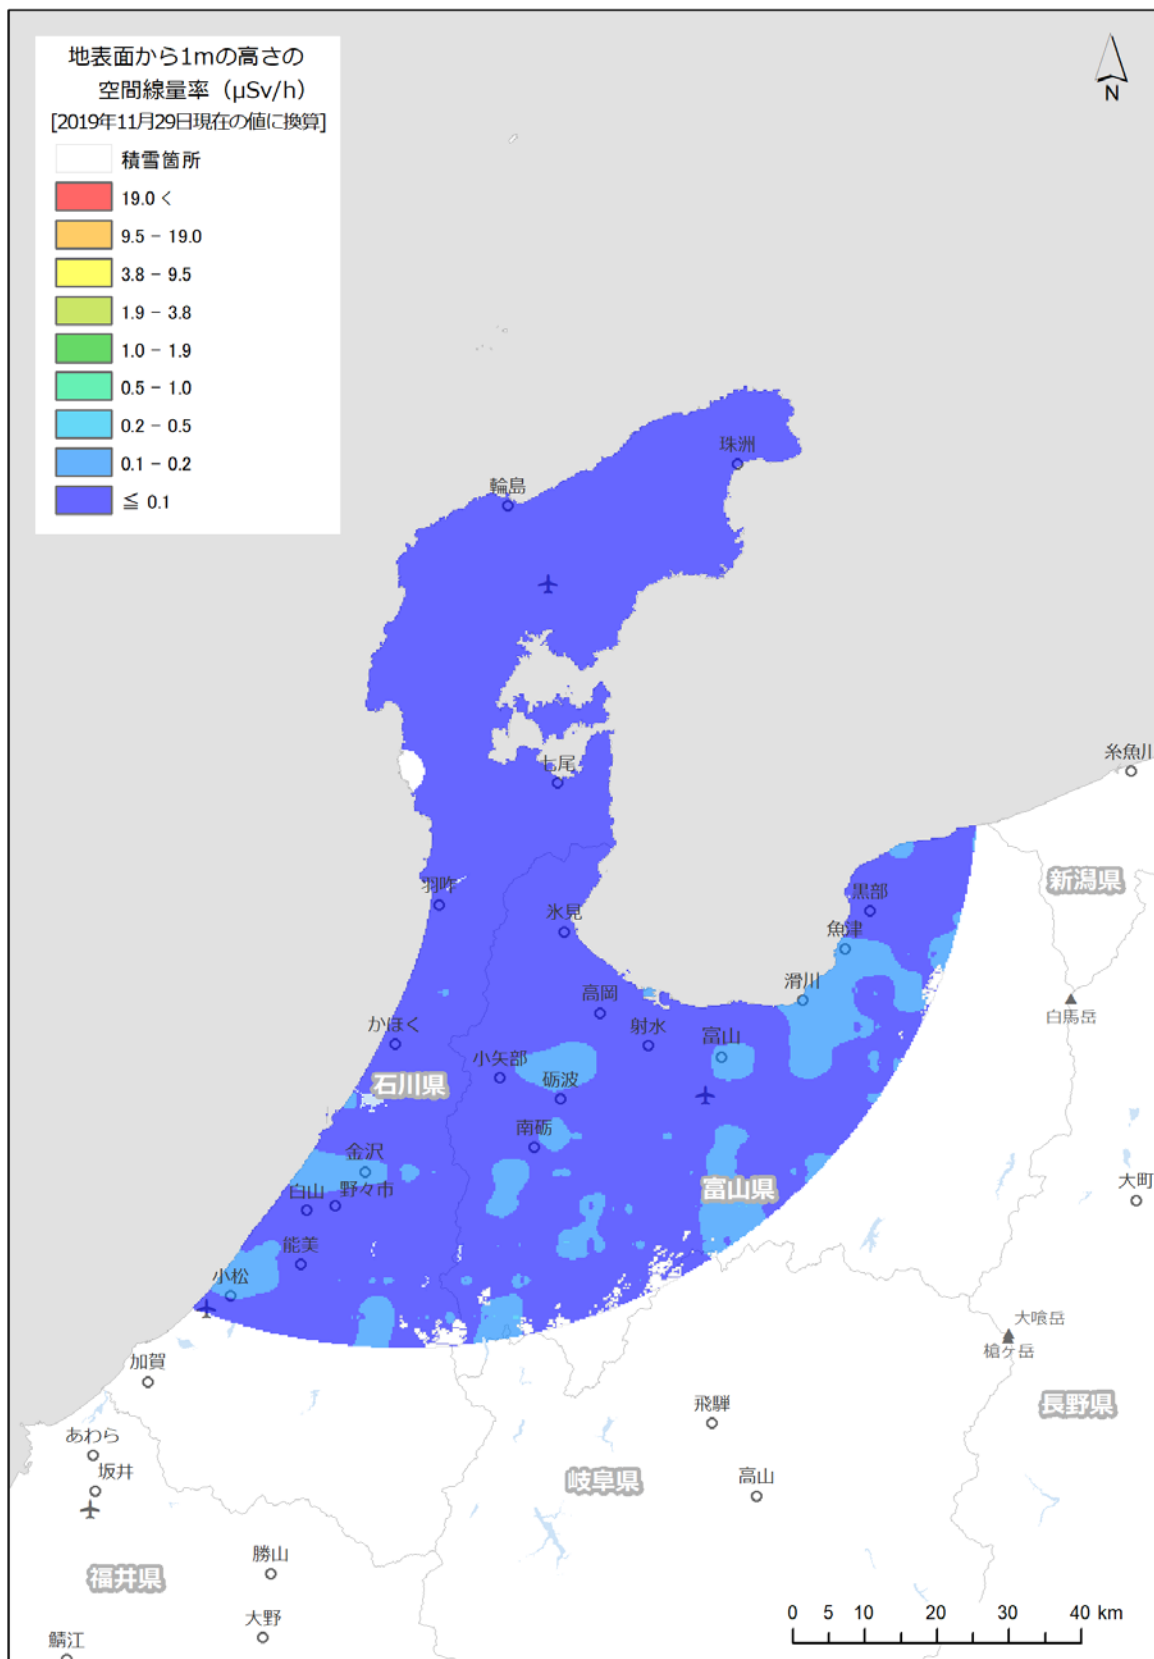 地表面から1mの高さの
空間線量率（μSv/h）
[2019年11月29日現在の値に換算]
積雪箇所
19.0 <
9.5 - 19.0
3.8 - 9.5
1.9 - 3.8
1.0 - 1.9
0.5 - 1.0
0.2 - 0.5
0.1 - 0.2
≦ 0.1
N
珠洲
輪島
七尾
糸魚川
新潟県
羽咋
黒部
氷見
魚津
滑川
高岡
白馬岳
かほく
射水
富山
小矢部
石川県
砺波
南砺
金沢
富山県
大町
白山
野々市
能美
小松
大喰岳
槍ケ岳
加賀
飛騨
長野県
あわら
坂井
岐阜県
高山
勝山
福井県
大野
鯖江
0 5 10 20 30 40 km